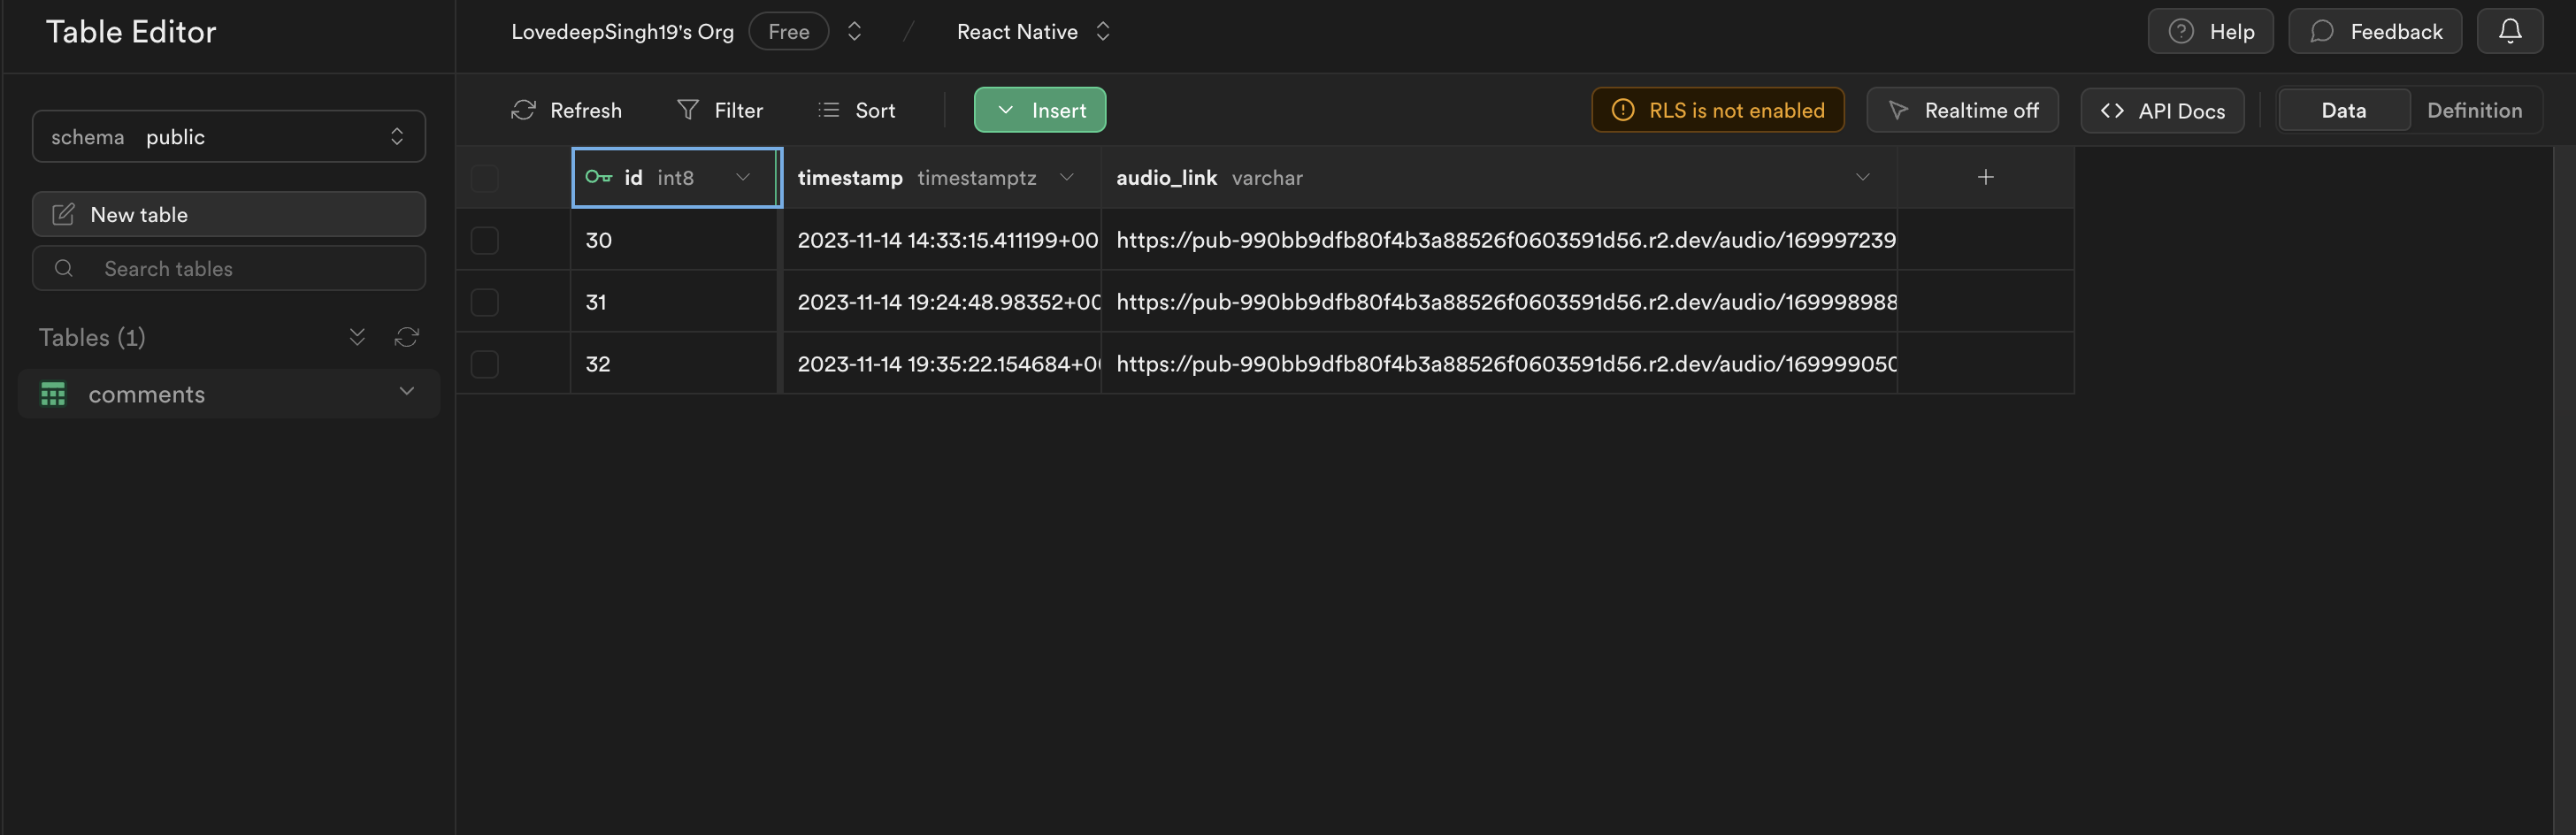 Table Editor
LovedeepSingh19's Org Free / React Native
Help Feedback
schema public
New table
Search tables
Tables (1)
comments
Refresh Filter Sort Insert RLS is not enabled Realtime off API Docs Data Definition
id int8 timestamp timestamptz audio_link varchar
30 2023-11-14 14:33:15.411199+00 https://pub-990bb9dfb80f4b3a88526f0603591d56.r2.dev/audio/169997239
31 2023-11-14 19:24:48.98352+00 https://pub-990bb9dfb80f4b3a88526f0603591d56.r2.dev/audio/169998988
32 2023-11-14 19:35:22.154684+0 https://pub-990bb9dfb80f4b3a88526f0603591d56.r2.dev/audio/169999050